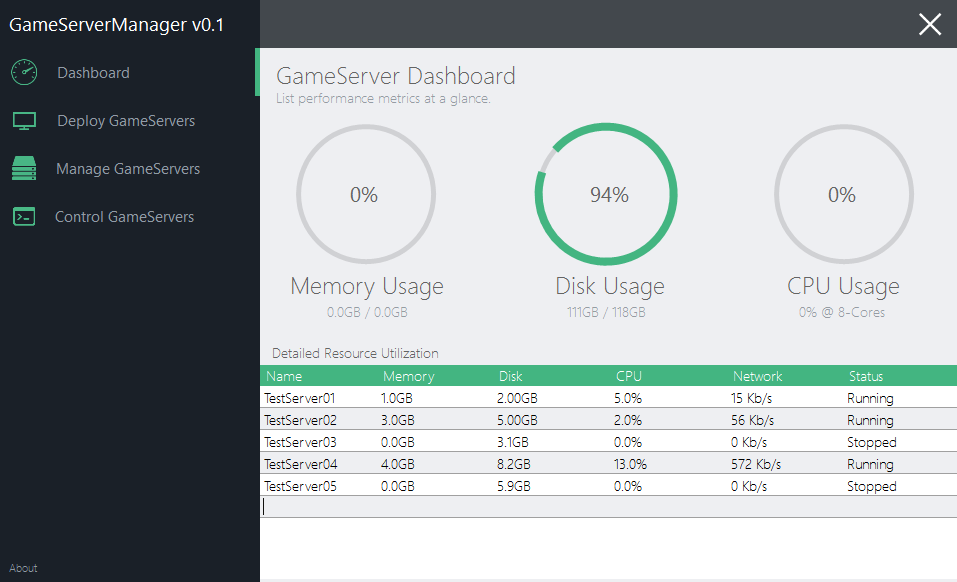 GameServerManager v0.1
Dashboard
Deploy GameServers
Manage GameServers
Control GameServers
About
GameServer Dashboard
List performance metrics at a glance.
0% 94% 0%
Memory Usage Disk Usage CPU Usage
0.0GB / 0.0GB 111GB / 118GB 0% @ 8-Cores
Detailed Resource Utilization
Name Memory Disk CPU Network Status
TestServer01 1.0GB 2.00GB 5.0% 15 Kb/s Running
TestServer02 3.0GB 5.00GB 2.0% 56 Kb/s Running
TestServer03 0.0GB 3.1GB 0.0% 0 Kb/s Stopped
TestServer04 4.0GB 8.2GB 13.0% 572 Kb/s Running
TestServer05 0.0GB 5.9GB 0.0% 0 Kb/s Stopped